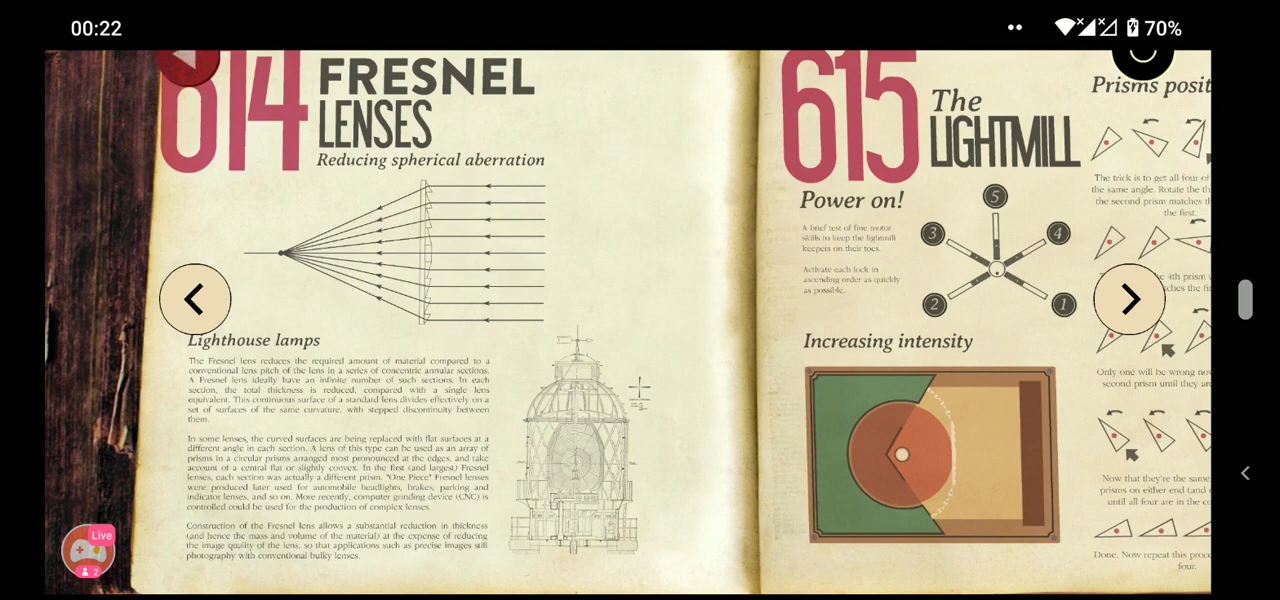 00:22
70%
614
FRESNEL
LENSES
Reducing spherical aberration
Lighthouse lamps
The Fresnel lens reduces the required amount of material compared to a
conventional lens pitch of the lens in a series of concentric annular sections.
A Fresnel lens ideally have an infinite number of such sections. In each
section, the total thickness is reduced, compared with a single lens
equivalent. This continuous surface of a standard lens divides effectively on a
set of surfaces of the same curvature, with stepped discontinuity between
them.
In some lenses, the curved surfaces are being replaced with flat surfaces at a
different angle in each section. A lens of this type can be used as an array of
prisms in a circular prisms arranged most pronounced at the edges, and take
account of a central flat or slightly convex. In the first (and largest) Fresnel
lenses, each section was actually a different prism. "One Piece" Fresnel lenses
were produced later used for automobile headlights, brakes, parking and
indicator lenses, and so on. More recently, computer grinding device (CNC) is
controlled could be used for the production of complex lenses.
Construction of the Fresnel lens allows a substantial reduction in thickness
(and hence the mass and volume of the material) at the expense of reducing
the image quality of the lens, so that applications such as precise images still
photography with conventional bulky lenses.
Live
2
615
The
LIGHTMILL
Power on!
A brief test of fine motor
skills to keep the lightmill
keepers on their toes.
Activate each lock in
ascending order as quickly
as possible.
5
3
4
2
1
Increasing intensity
Prisms posit
The trick is to get all four of
the same angle. Rotate the th
the second prism matches th
the first.
4th prism
ches the fi
Only one will be wrong no
second prism until they ar
Now that they're the same
prisms on either end (and
until all four are in the co
Done. Now repeat this proc
four.